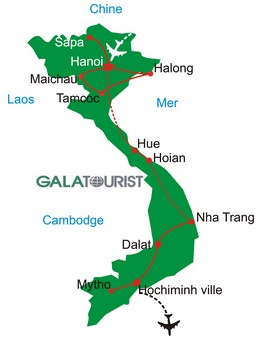 Chine
Sapa
Hanoi
Halong
Maichau
Tamcoc
Laos
Mer
Hue
Hoian
GALATOURIST
Cambodge
Nha Trang
Dalat
Mytho
Hochiminh ville